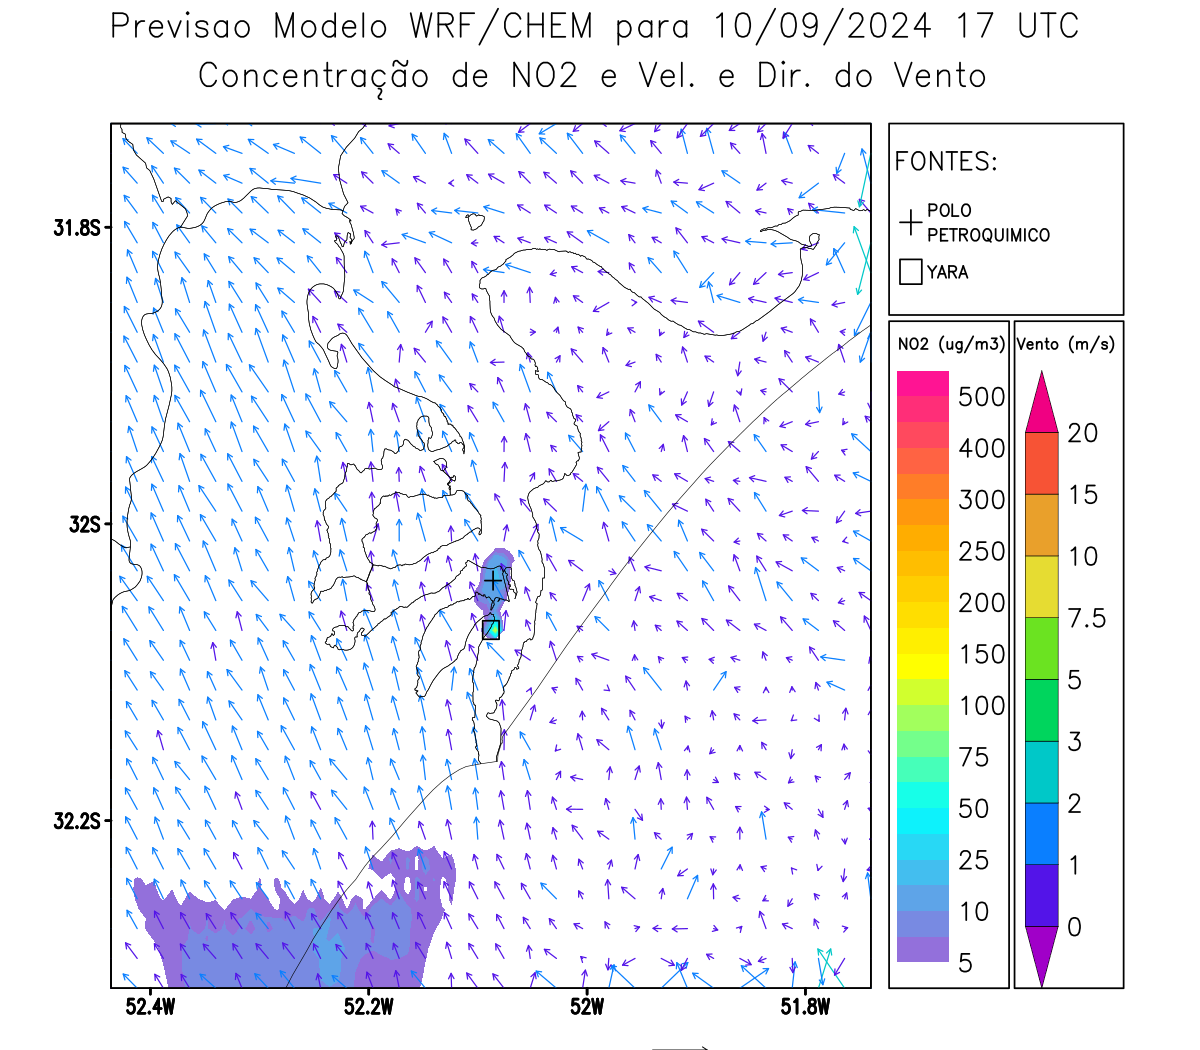 Previsao Modelo WRF/CHEM para 10/09/2024 17 UTC
Concentração de NO2 e Vel. e Dir. do Vento
FONTES:
POLO
PETROQUIMICO
YARA
31.8S
32S
32.2S
52.4W
52.2W
52W
51.8W
NO2 (ug/m3)
500
400
300
250
200
150
100
75
50
25
10
5
Vento (m/s)
20
15
10
7.5
5
3
2
1
0